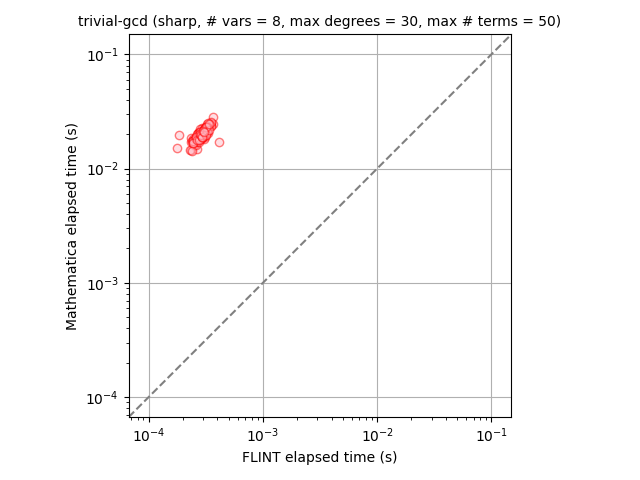 trivial-gcd (sharp, # vars = 8, max degrees = 30, max # terms = 50)
Mathematica elapsed time (s)
10⁻¹
10⁻²
10⁻³
10⁻⁴
10⁻⁴ 10⁻³ 10⁻² 10⁻¹
FLINT elapsed time (s)